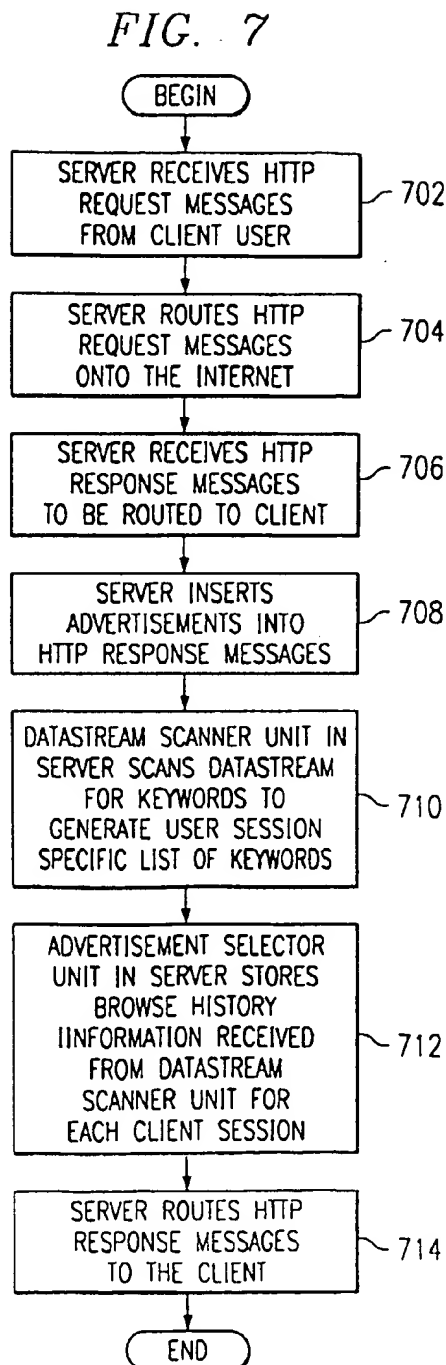 FIG. 7
BEGIN
SERVER RECEIVES HTTP
REQUEST MESSAGES
FROM CLIENT USER
702
SERVER ROUTES HTTP
REQUEST MESSAGES
ONTO THE INTERNET
704
SERVER RECEIVES HTTP
RESPONSE MESSAGES
TO BE ROUTED TO CLIENT
706
SERVER INSERTS
ADVERTISEMENTS INTO
HTTP RESPONSE MESSAGES
708
DATASTREAM SCANNER UNIT IN
SERVER SCANS DATASTREAM
FOR KEYWORDS TO
GENERATE USER SESSION
SPECIFIC LIST OF KEYWORDS
710
ADVERTISEMENT SELECTOR
UNIT IN SERVER STORES
BROWSE HISTORY
IINFORMATION RECEIVED
FROM DATASTREAM
SCANNER UNIT FOR
EACH CLIENT SESSION
712
SERVER ROUTES HTTP
RESPONSE MESSAGES
TO THE CLIENT
714
END